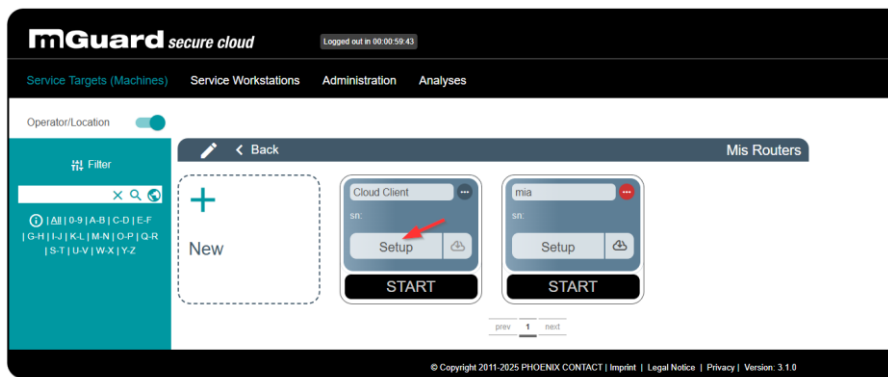 mGuard secure cloud
Logged out in 00:00:59:43
Service Targets (Machines) Service Workstations Administration Analyses
Operator/Location
Filter
< Back
Mis Routers
| All | 0-9 | A-B | C-D | E-F
| G-H | I-J | K-L | M-N | O-P | Q-R
| S-T | U-V | W-X | Y-Z
+
New
Cloud Client
sn:
Setup
START
mia
sn:
Setup
START
prev 1 next
© Copyright 2011-2025 PHOENIX CONTACT | Imprint | Legal Notice | Privacy | Version: 3.1.0